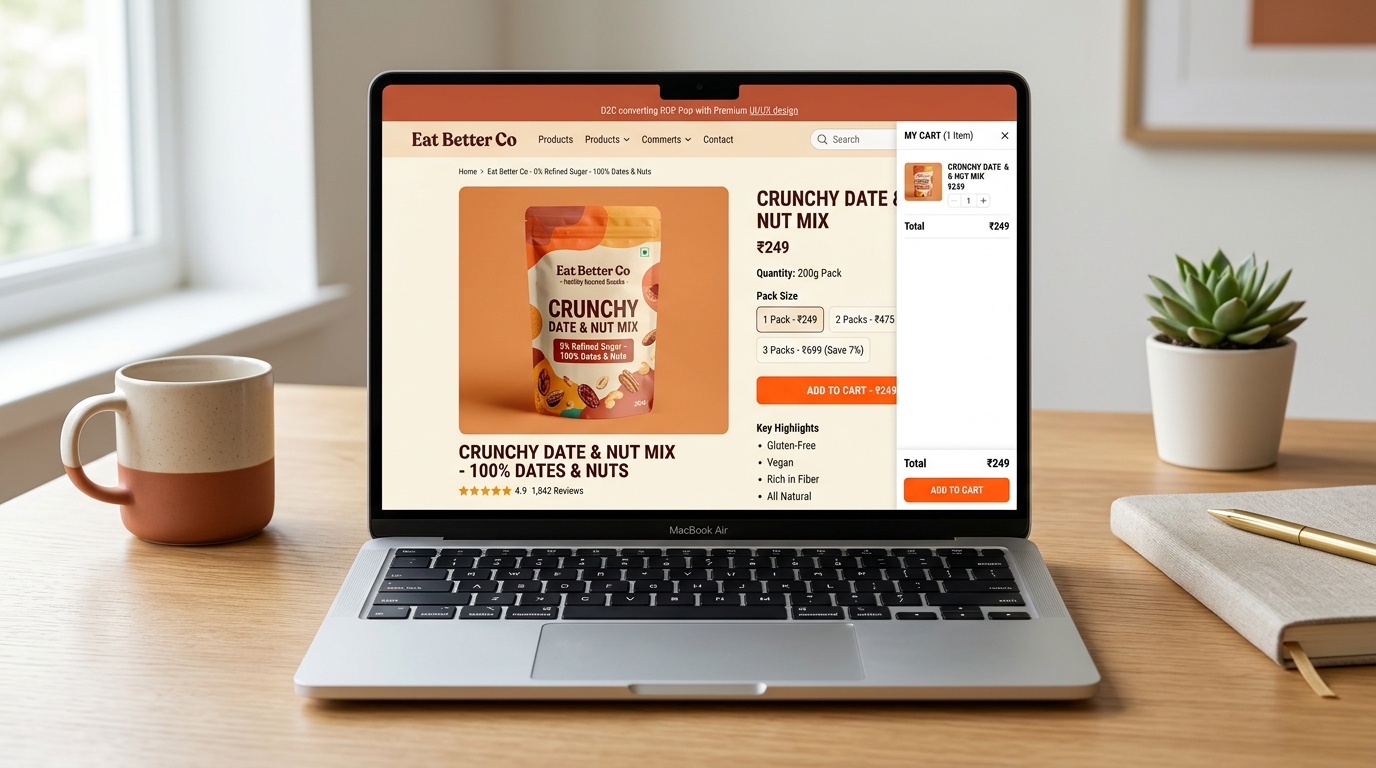 D2C converting ROP Pop with Premium UI/UX design
Eat Better Co
Products
Products
Commerts
Contact
Search
Home > Eat Better Co - 0% Refined Suger - 100% Dates & Nuts
Eat Better Co
CRUNCHY
DATE & NUT MIX
9% Refined Snger -
100% Datas & Nuts
CRUNCHY DATE & NUT MIX
- 100% DATES & NUTS
4.9 1,842 Reviews
CRUNCHY DATE &
NUT MIX
₹249
Quantity: 200g Pack
Pack Size
1 Pack - ₹249
2 Packs - ₹475
3 Packs - ₹699 (Save 7%)
ADD TO CART - ₹249
Key Highlights
• Gluten-Free
• Vegan
• Rich in Fiber
• All Natural
MY CART (1 Item)
CRONCHY DATE &
6 NGT MIK
1
Total ₹249
Total ₹249
ADD TO CART
MacBook Air